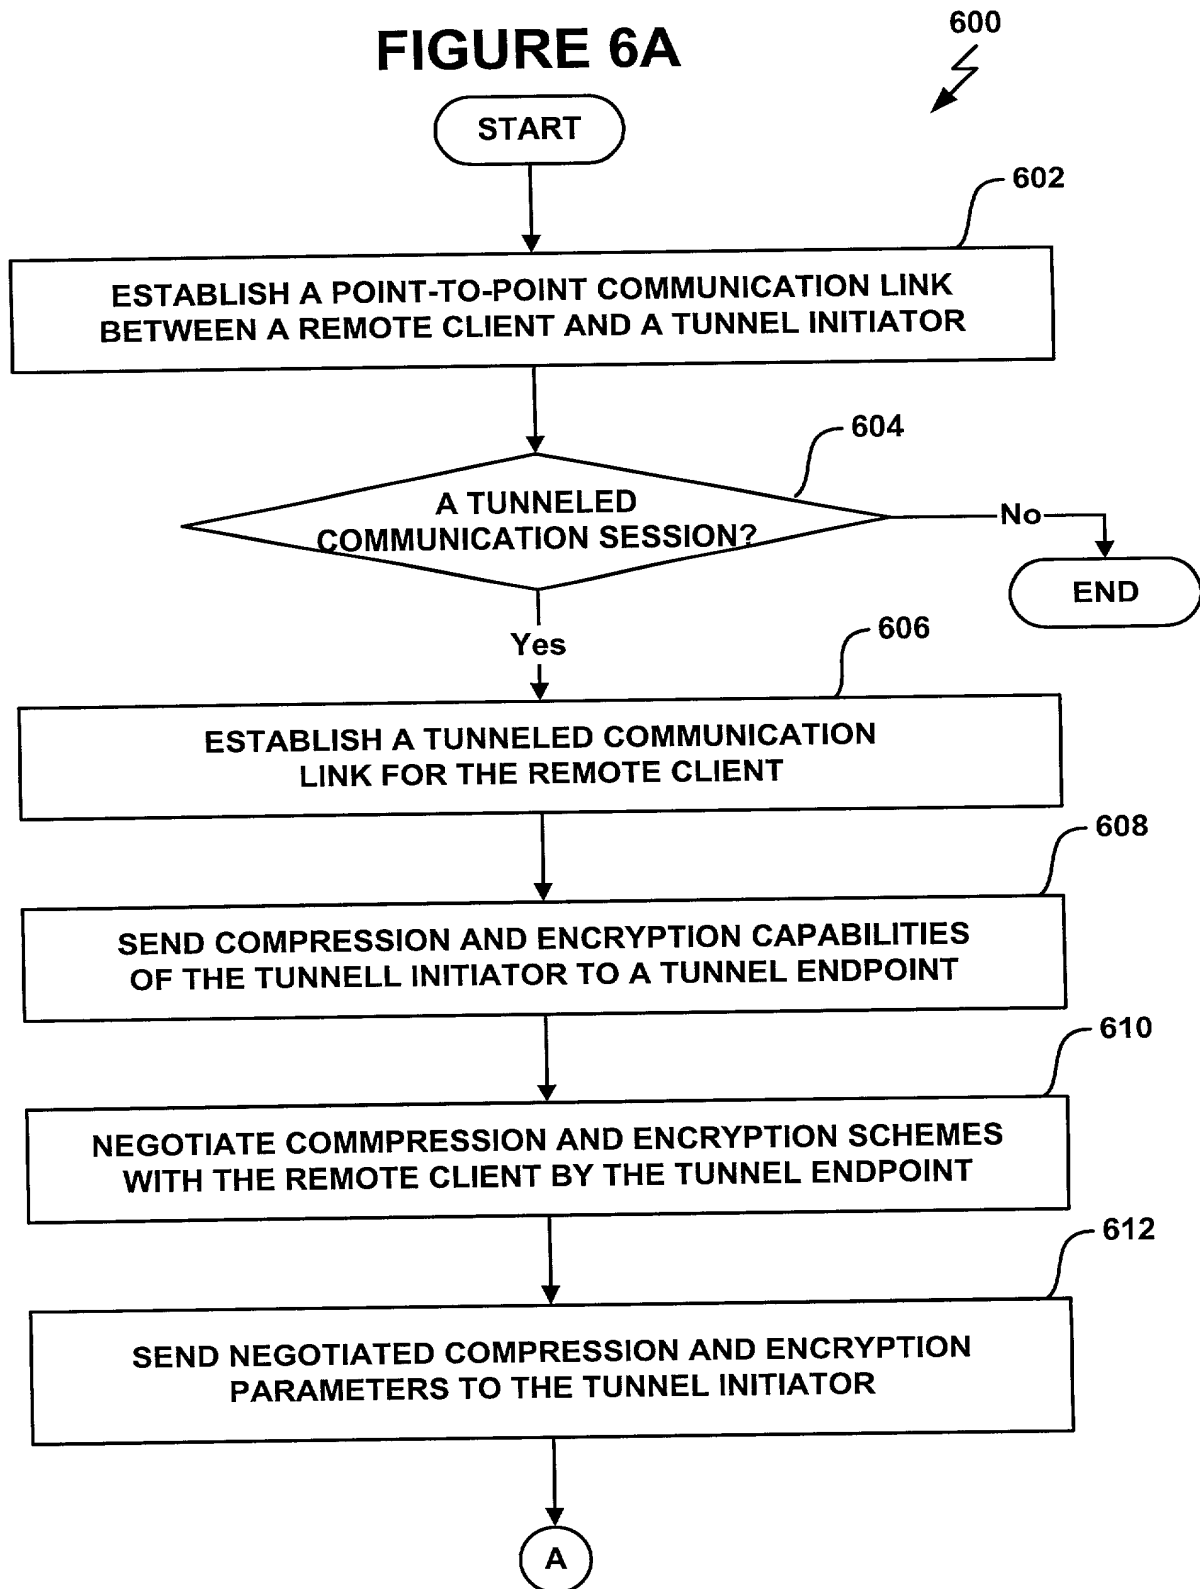 FIGURE 6A
600
START
602
ESTABLISH A POINT-TO-POINT COMMUNICATION LINK
BETWEEN A REMOTE CLIENT AND A TUNNEL INITIATOR
604
A TUNNELED
COMMUNICATION SESSION?
No
END
Yes
606
ESTABLISH A TUNNELED COMMUNICATION
LINK FOR THE REMOTE CLIENT
608
SEND COMPRESSION AND ENCRYPTION CAPABILITIES
OF THE TUNNELL INITIATOR TO A TUNNEL ENDPOINT
610
NEGOTIATE COMMPRESSION AND ENCRYPTION SCHEMES
WITH THE REMOTE CLIENT BY THE TUNNEL ENDPOINT
612
SEND NEGOTIATED COMPRESSION AND ENCRYPTION
PARAMETERS TO THE TUNNEL INITIATOR
A